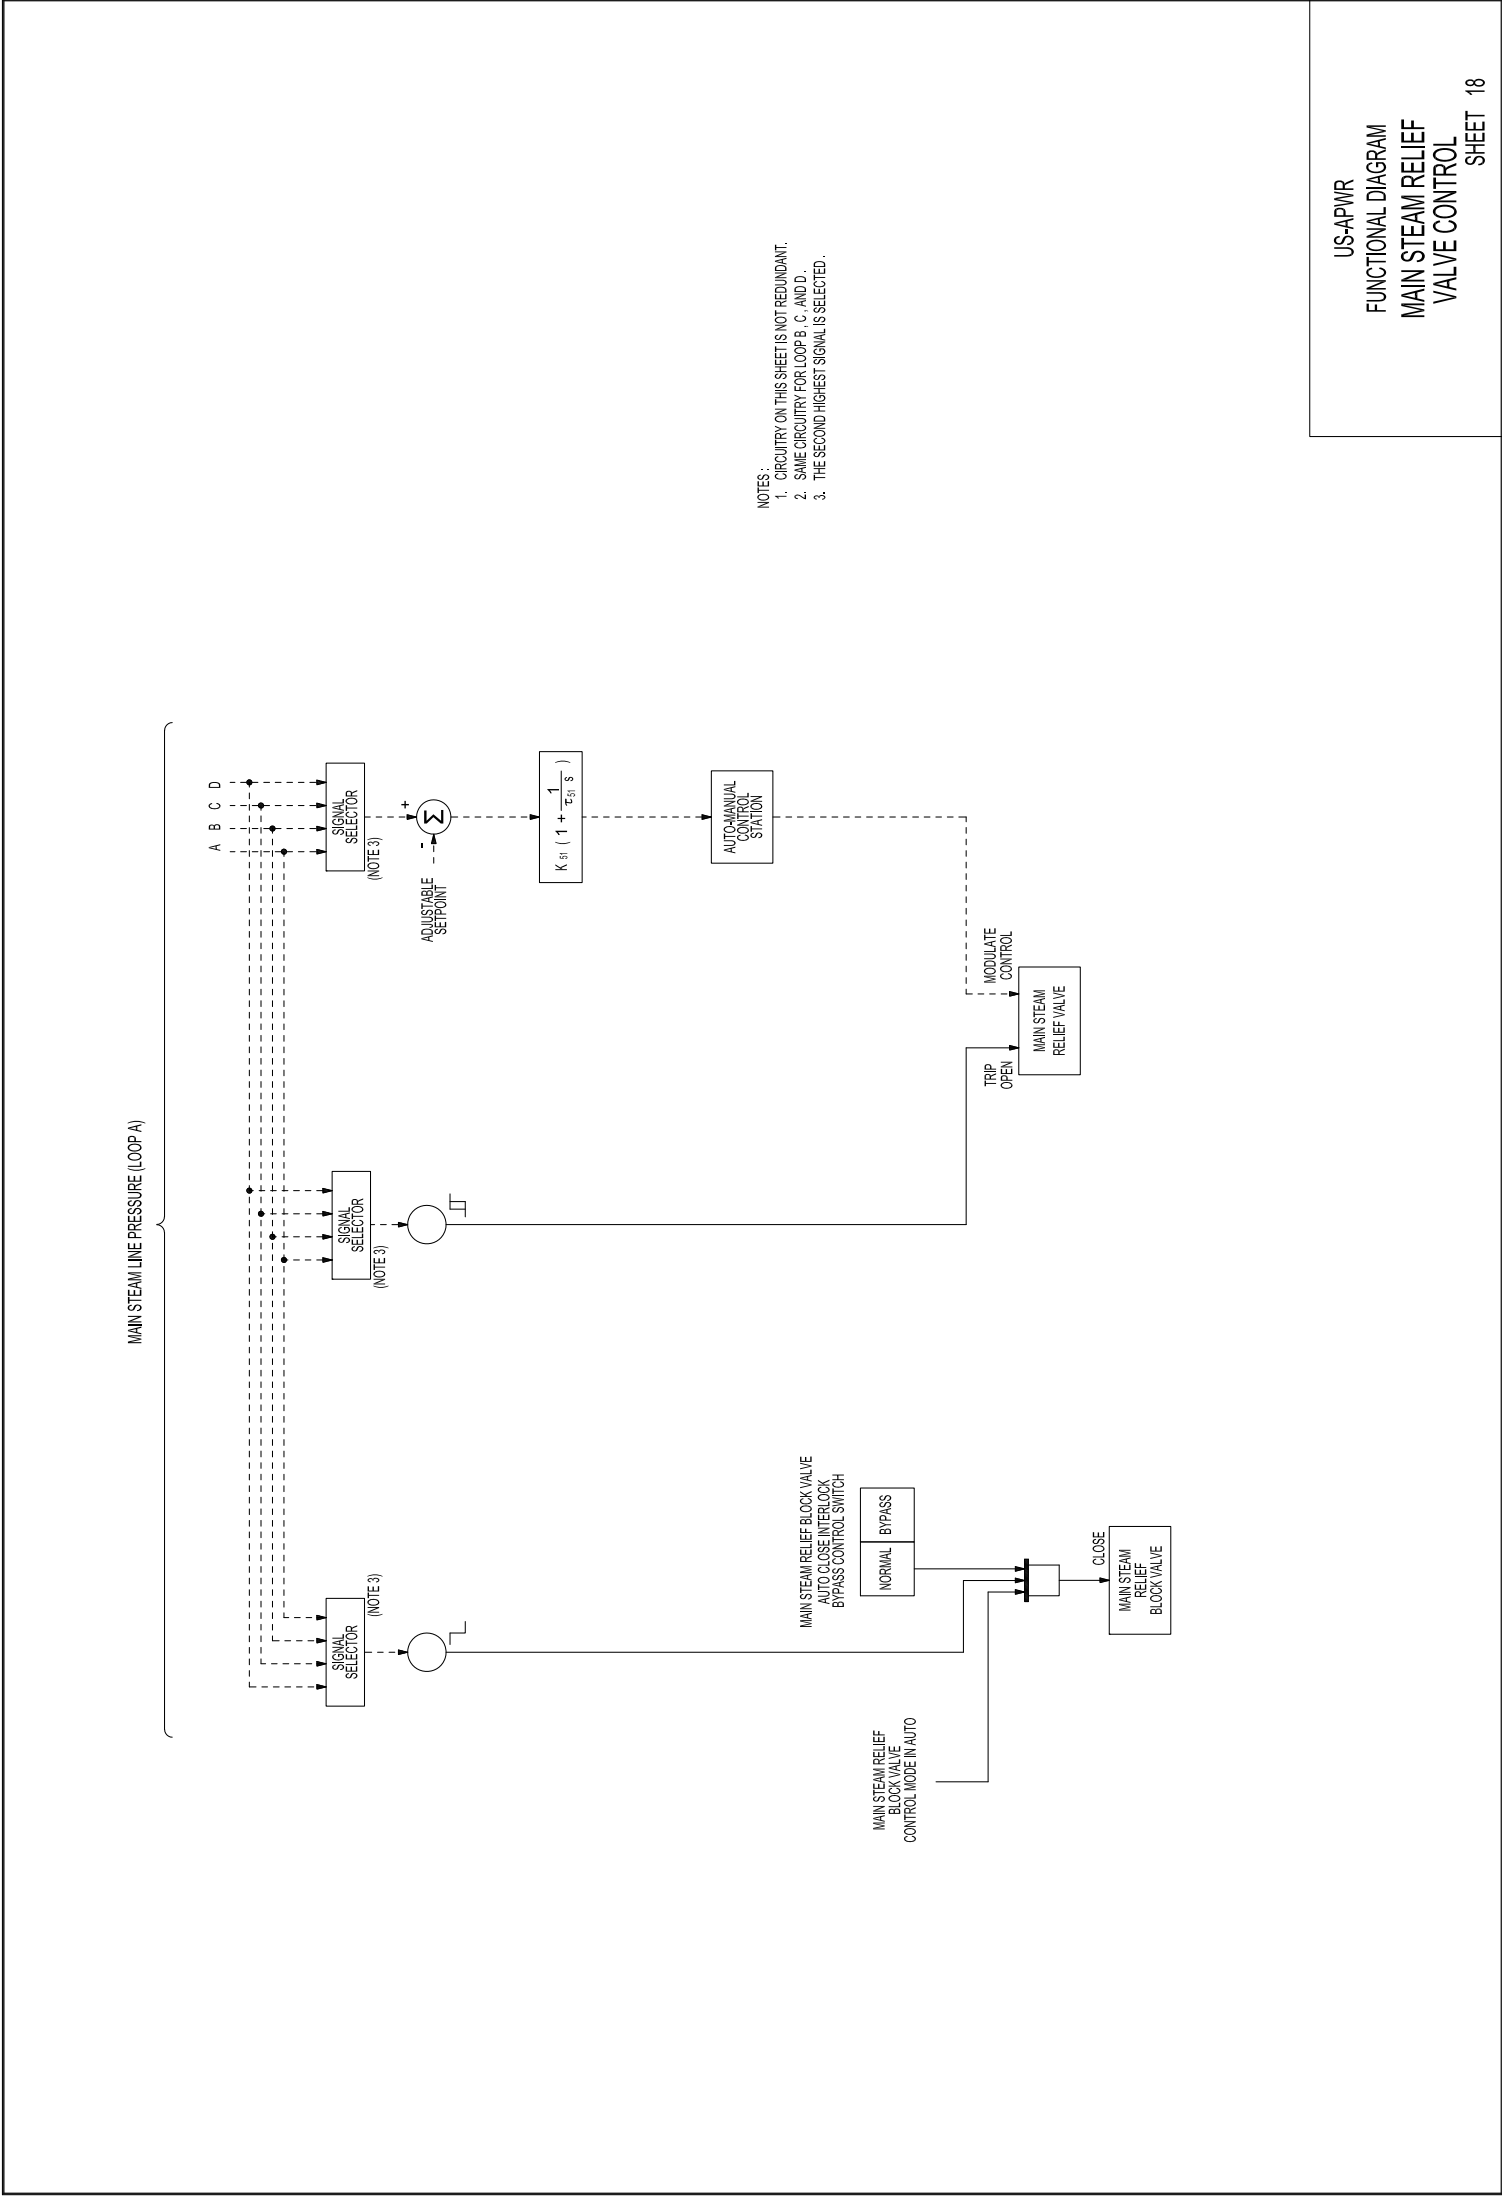 MAIN STEAM LINE PRESSURE (LOOP A)
A B C D
SIGNAL
SELECTOR
(NOTE 3)
SIGNAL
SELECTOR
(NOTE 3)
SIGNAL
SELECTOR
(NOTE 3)
+
-
Σ
ADJUSTABLE
SETPOINT
K 51 ( 1 + 1 / τ51 s )
AUTO-MANUAL
CONTROL
STATION
MAIN STEAM RELIEF BLOCK VALVE
AUTO CLOSE INTERLOCK
BYPASS CONTROL SWITCH
NORMAL BYPASS
MAIN STEAM RELIEF
BLOCK VALVE
CONTROL MODE IN AUTO
TRIP
OPEN
MODULATE
CONTROL
MAIN STEAM
RELIEF VALVE
CLOSE
MAIN STEAM
RELIEF
BLOCK VALVE
NOTES :
1. CIRCUITRY ON THIS SHEET IS NOT REDUNDANT.
2. SAME CIRCUITRY FOR LOOP B , C , AND D .
3. THE SECOND HIGHEST SIGNAL IS SELECTED .
US-APWR
FUNCTIONAL DIAGRAM
MAIN STEAM RELIEF
VALVE CONTROL
SHEET 18